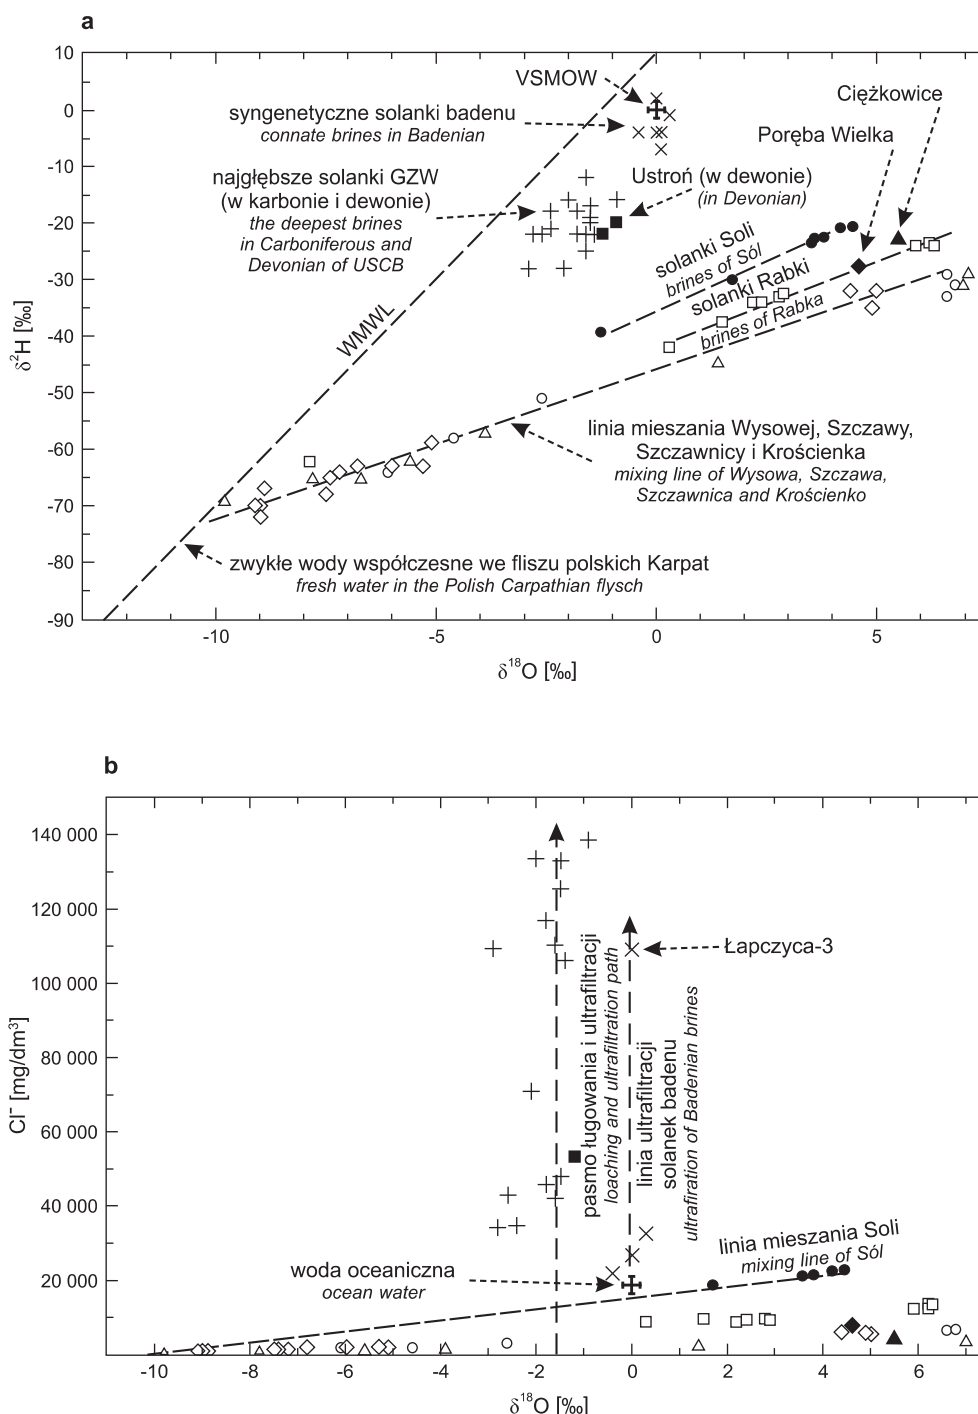 a
10
0
-10
-20
-30
-40
-50
-60
-70
-80
-90
δ²H [‰]
VSMOW
Ciężkowice
syngenetyczne solanki badenu
connate brines in Badenian
Poręba Wielka
najgłębsze solanki GZW
(w karbonie i dewonie)
the deepest brines
in Carboniferous and
Devonian of USCB
Ustroń (w dewonie)
(in Devonian)
solanki Soli
brines of Sól
solanki Rabki
brines of Rabka
WMWL
linia mieszania Wysowej, Szczawy,
Szczawnicy i Krościenka
mixing line of Wysowa, Szczawa,
Szczawnica and Krościenko
zwykłe wody współczesne we fliszu polskich Karpat
fresh water in the Polish Carpathian flysch
-10 -5 0 5
δ¹⁸O [‰]
b
140 000
120 000
100 000
80 000
60 000
40 000
20 000
0
Cl⁻ [mg/dm³]
Łapczyca-3
pasmo ługowania i ultrafiltracji
loaching and ultrafiltration path
linia ultrafiltracji
solanek badenu
ultrafiration of Badenian brines
linia mieszania Soli
mixing line of Sól
woda oceaniczna
ocean water
-10 -8 -6 -4 -2 0 2 4 6
δ¹⁸O [‰]